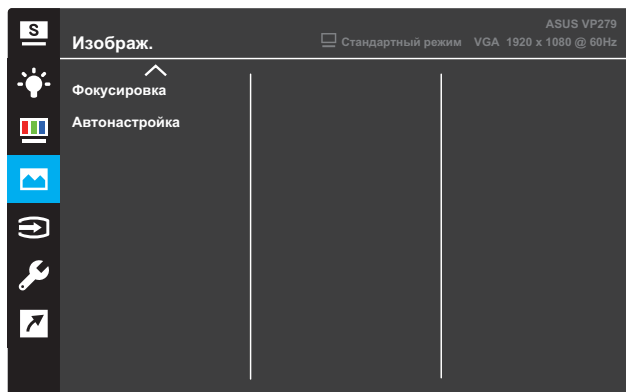 S
ASUS VP279
Изображ.
Стандартный режим VGA 1920 x 1080 @ 60Hz
Фокусировка
Автонастройка